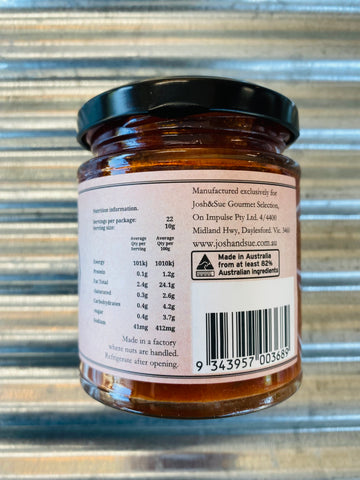 Nutrition information.
Servings per package: 22
Serving size: 10g
Average Qty per Serving Average Qty per 100g
Energy 101kj 1010kj
Protein 0.1g 1.2g
Fat Total 2.4g 24.1g
Saturated 0.3g 2.6g
Carbohydrates 0.4g 4.2g
sugar 0.4g 3.7g
Sodium 41mg 412mg
Made in a factory
where nuts are handled.
Refrigerate after opening.
Manufactured exclusively for
Josh&Sue Gourmet Selection,
On Impulse Pty Ltd. 4/4400
Midland Hwy, Daylesford. Vic. 3460
www.joshandsue.com.au
Made in Australia
from at least 82%
Australian ingredients
9 343957 003689